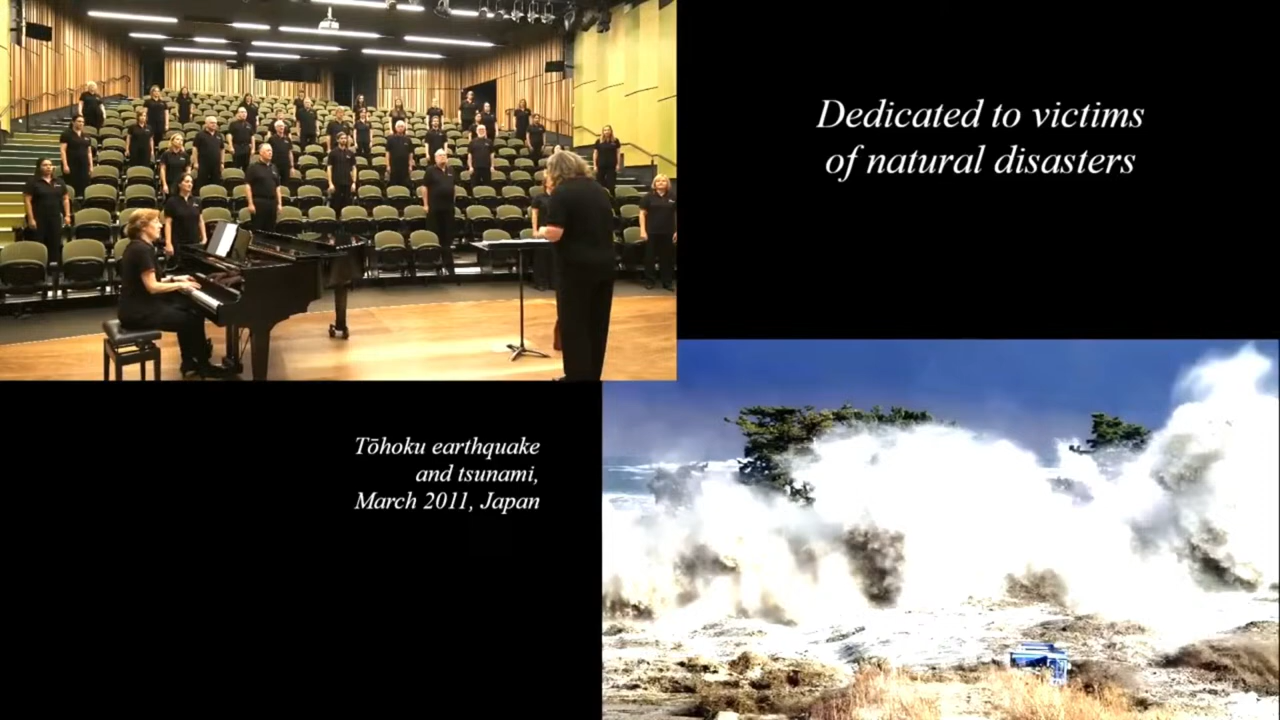 Dedicated to victims
of natural disasters
Tōhoku earthquake
and tsunami,
March 2011, Japan